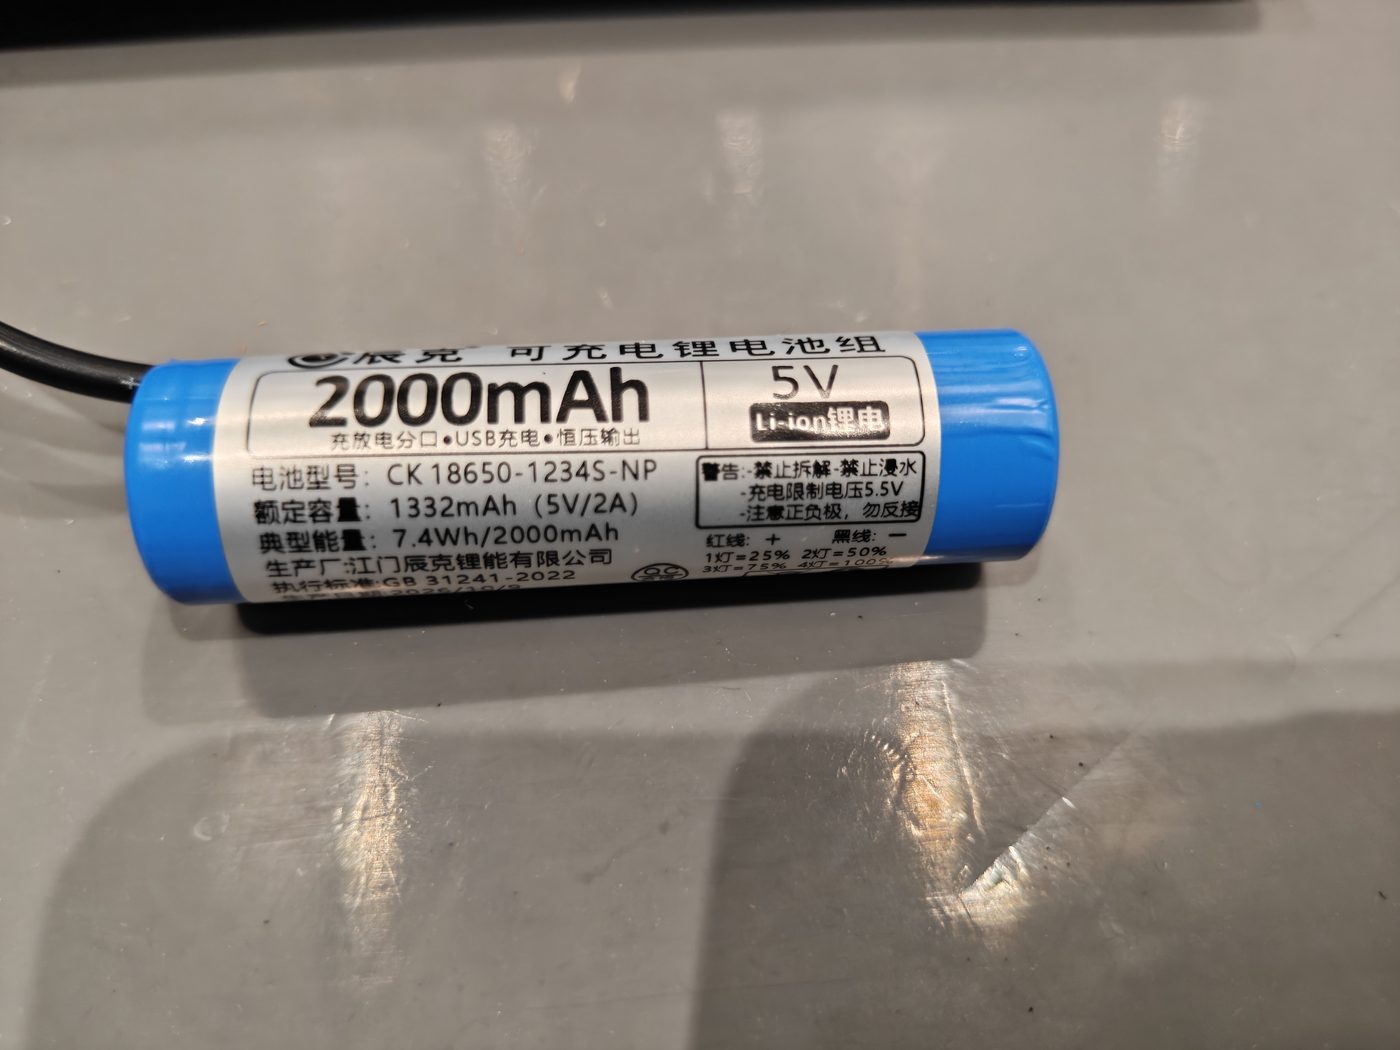 辰克 可充电锂电池组
2000mAh
充放电分口•USB充电•恒压输出
5V
Li-ion锂电
电池型号：CK 18650-1234S-NP
额定容量：1332mAh（5V/2A）
典型能量：7.4Wh/2000mAh
生产厂:江门辰克锂能有限公司
执行标准:GB 31241-2022
QC
警告:-禁止拆解-禁止浸水
-充电限制电压5.5V
-注意正负极，勿反接
红线：+ 黑线：—
1灯=25% 2灯=50%
3灯=75% 4灯=100%